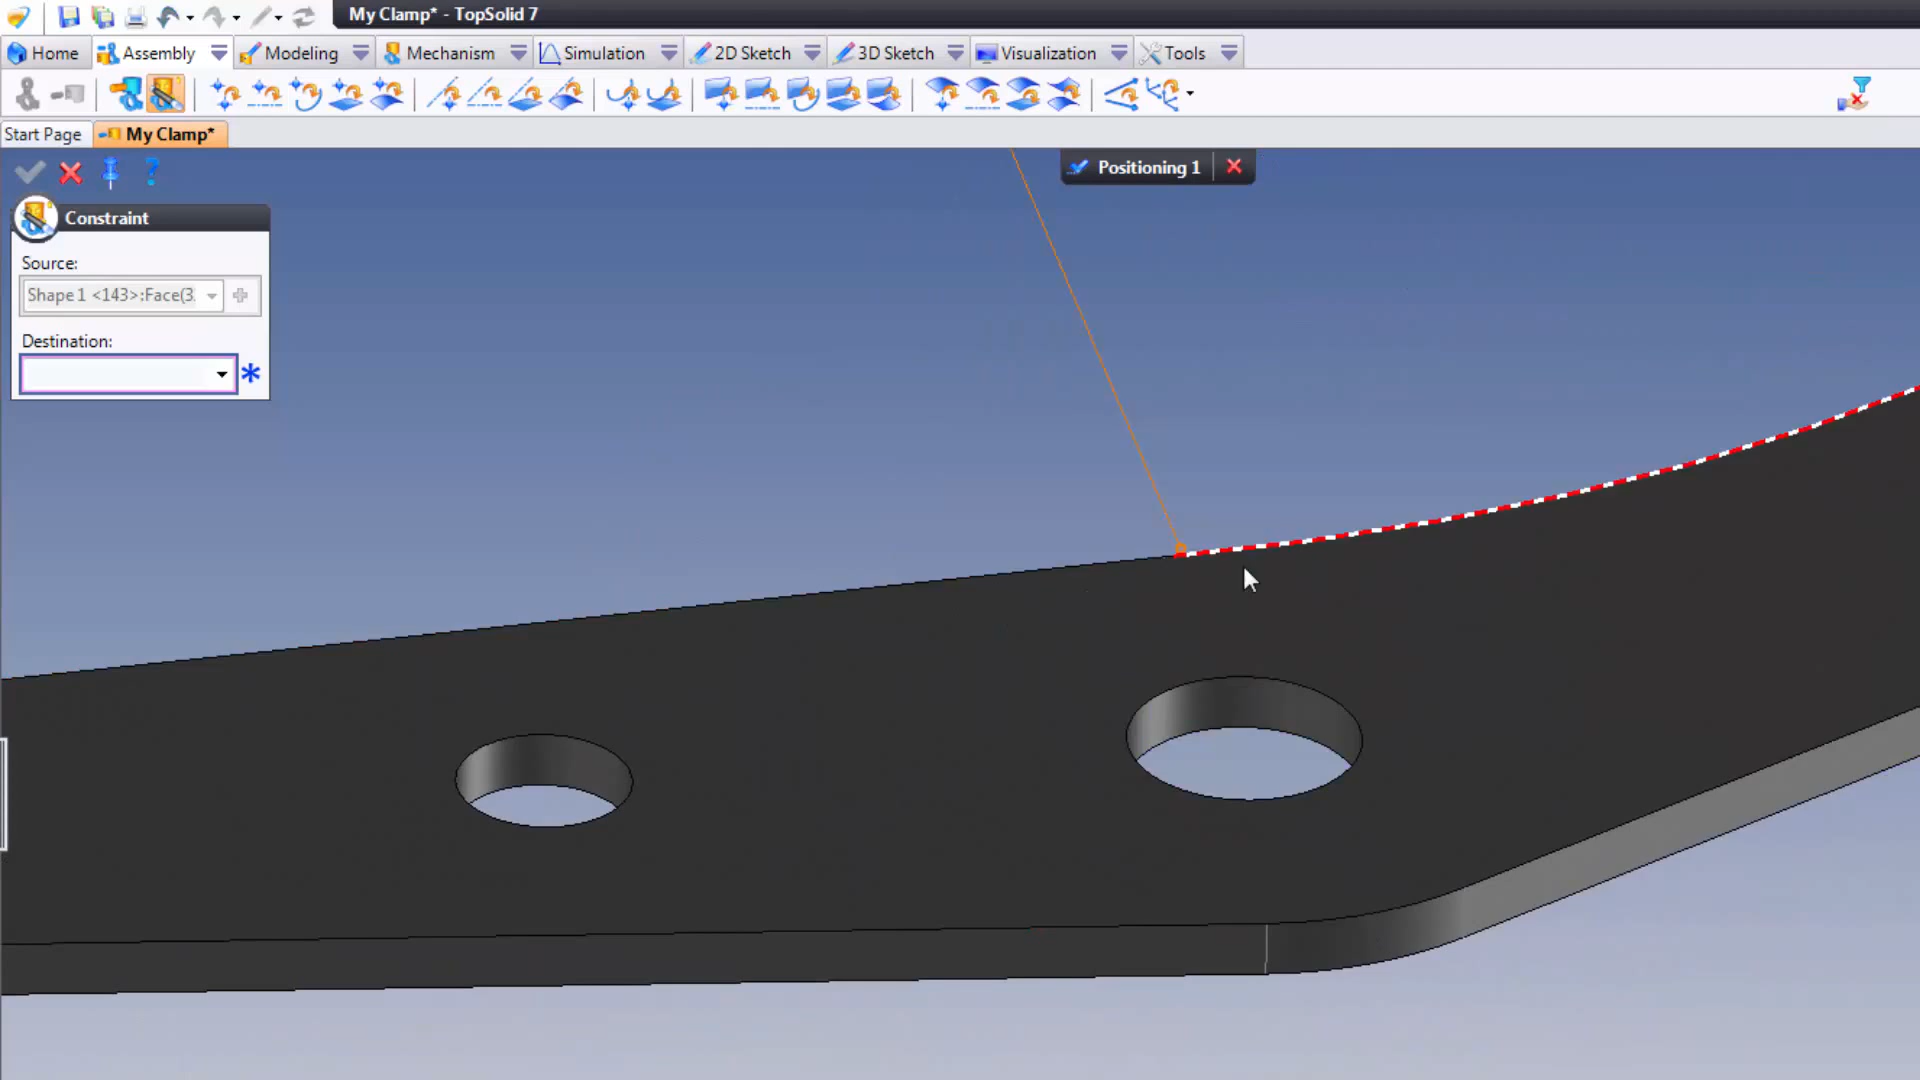 My Clamp* - TopSolid 7
Home Assembly Modeling Mechanism Simulation 2D Sketch 3D Sketch Visualization Tools
Start Page My Clamp*
Positioning 1
Constraint
Source:
Shape 1 <143>:Face(3.
Destination: